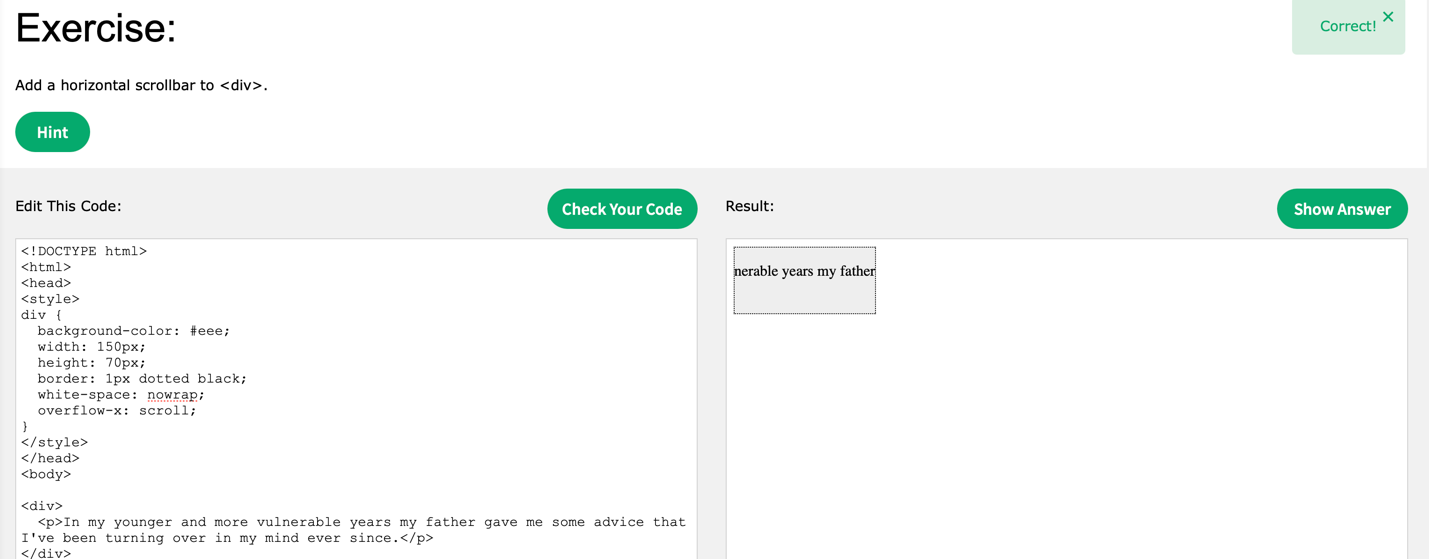 Exercise:
Correct! ×
Add a horizontal scrollbar to <div>.
Hint
Edit This Code:
Check Your Code
Result:
Show Answer
<!DOCTYPE html>
<html>
<head>
<style>
div {
  background-color: #eee;
  width: 150px;
  height: 70px;
  border: 1px dotted black;
  white-space: nowrap;
  overflow-x: scroll;
}
</style>
</head>
<body>

<div>
  <p>In my younger and more vulnerable years my father gave me some advice that
I've been turning over in my mind ever since.</p>
</div>
nerable years my father